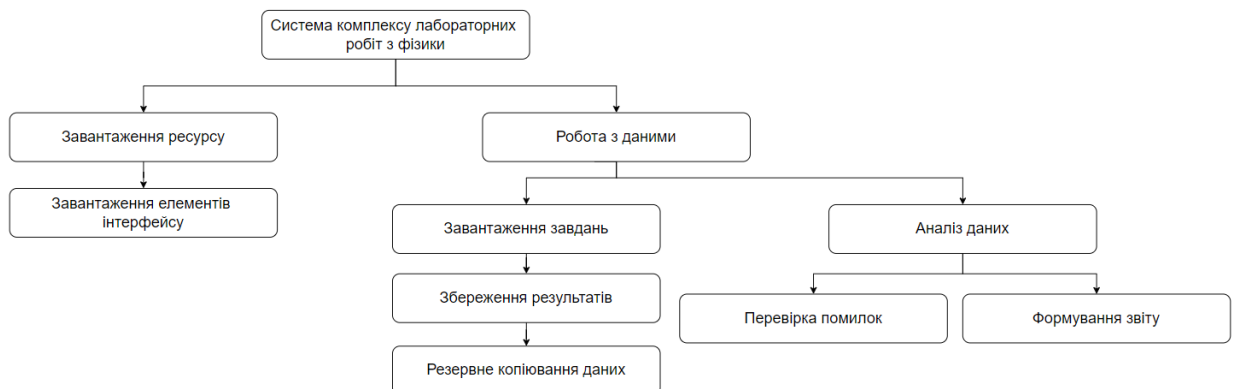 Система комплексу лабораторних
робіт з фізики
Завантаження ресурсу
Робота з даними
Завантаження елементів
інтерфейсу
Завантаження завдань
Аналіз даних
Збереження результатів
Перевірка помилок
Формування звіту
Резервне копіювання даних